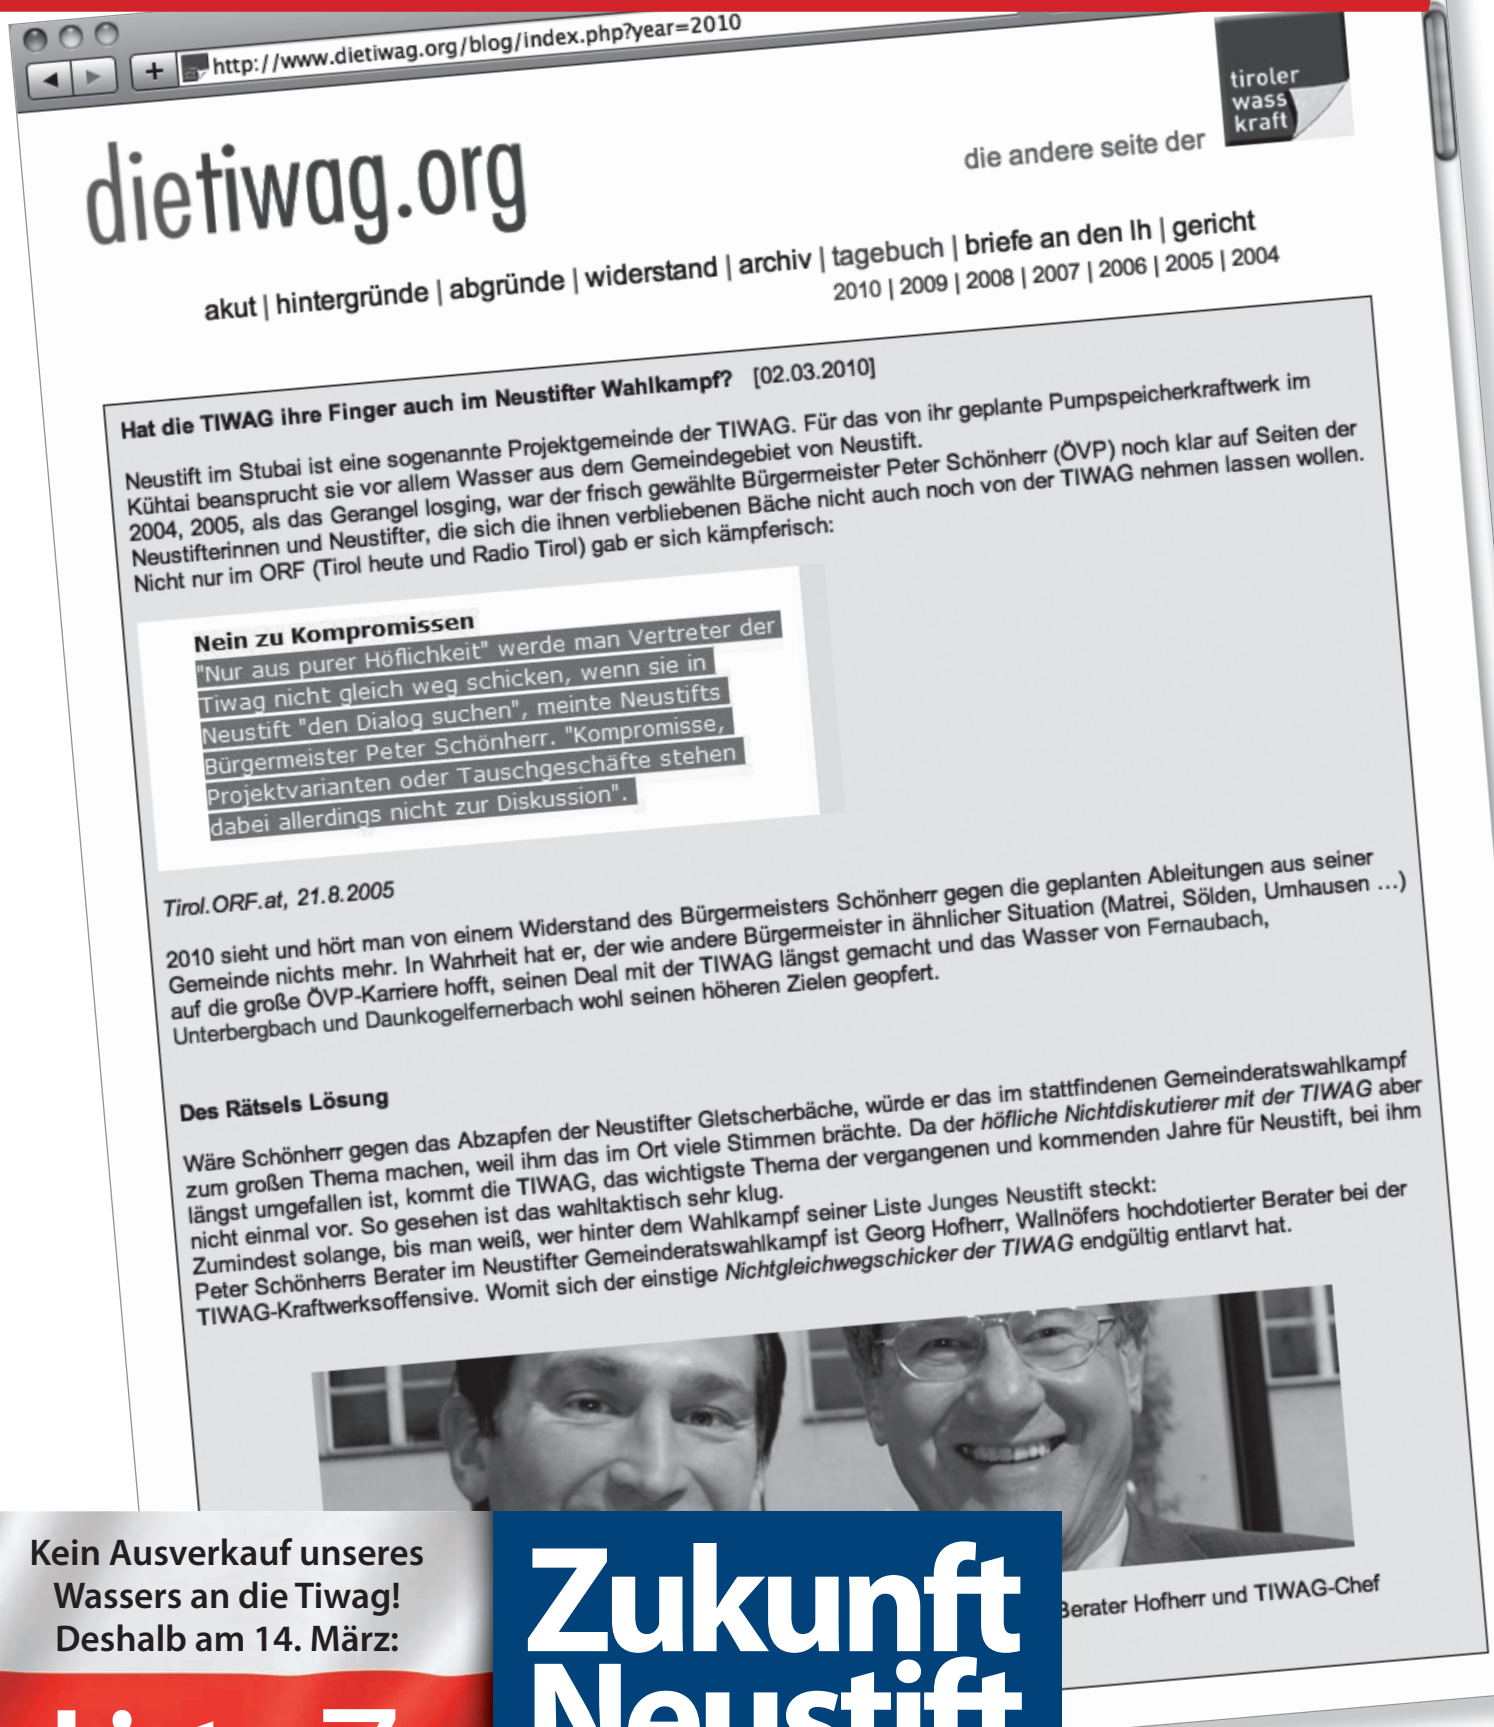 http://www.dietiwag.org/blog/index.php?year=2010
tiroler
wass
kraft
die andere seite der
dietiwag.org
akut | hintergründe | abgründe | widerstand | archiv | tagebuch | briefe an den lh | gericht
2010 | 2009 | 2008 | 2007 | 2006 | 2005 | 2004
Hat die TIWAG ihre Finger auch im Neustifter Wahlkampf? [02.03.2010]
Neustift im Stubai ist eine sogenannte Projektgemeinde der TIWAG. Für das von ihr geplante Pumpspeicherkraftwerk im
Kühtai beansprucht sie vor allem Wasser aus dem Gemeindegebiet von Neustift.
2004, 2005, als das Gerangel losging, war der frisch gewählte Bürgermeister Peter Schönherr (ÖVP) noch klar auf Seiten der
Neustifterinnen und Neustifter, die sich die ihnen verbliebenen Bäche nicht auch noch von der TIWAG nehmen lassen wollen.
Nicht nur im ORF (Tirol heute und Radio Tirol) gab er sich kämpferisch:
Nein zu Kompromissen
"Nur aus purer Höflichkeit" werde man Vertreter der
Tiwag nicht gleich weg schicken, wenn sie in
Neustift "den Dialog suchen", meinte Neustifts
Bürgermeister Peter Schönherr. "Kompromisse,
Projektvarianten oder Tauschgeschäfte stehen
dabei allerdings nicht zur Diskussion".
Tirol.ORF.at, 21.8.2005
2010 sieht und hört man von einem Widerstand des Bürgermeisters Schönherr gegen die geplanten Ableitungen aus seiner
Gemeinde nichts mehr. In Wahrheit hat er, der wie andere Bürgermeister in ähnlicher Situation (Matrei, Sölden, Umhausen ...)
auf die große ÖVP-Karriere hofft, seinen Deal mit der TIWAG längst gemacht und das Wasser von Fernaubach,
Unterbergbach und Daunkogelfernerbach wohl seinen höheren Zielen geopfert.
Des Rätsels Lösung
Wäre Schönherr gegen das Abzapfen der Neustifter Gletscherbäche, würde er das im stattfindenen Gemeinderatswahlkampf
zum großen Thema machen, weil ihm das im Ort viele Stimmen brächte. Da der höfliche Nichtdiskutierer mit der TIWAG aber
längst umgefallen ist, kommt die TIWAG, das wichtigste Thema der vergangenen und kommenden Jahre für Neustift, bei ihm
nicht einmal vor. So gesehen ist das wahltaktisch sehr klug.
Zumindest solange, bis man weiß, wer hinter dem Wahlkampf seiner Liste Junges Neustift steckt:
Peter Schönherrs Berater im Neustifter Gemeinderatswahlkampf ist Georg Hofherr, Wallnöfers hochdotierter Berater bei der
TIWAG-Kraftwerksoffensive. Womit sich der einstige Nichtgleichwegschicker der TIWAG endgültig entlarvt hat.
Berater Hofherr und TIWAG-Chef
Kein Ausverkauf unseres
Wassers an die Tiwag!
Deshalb am 14. März:
Liste 7
Zukunft
Neustift